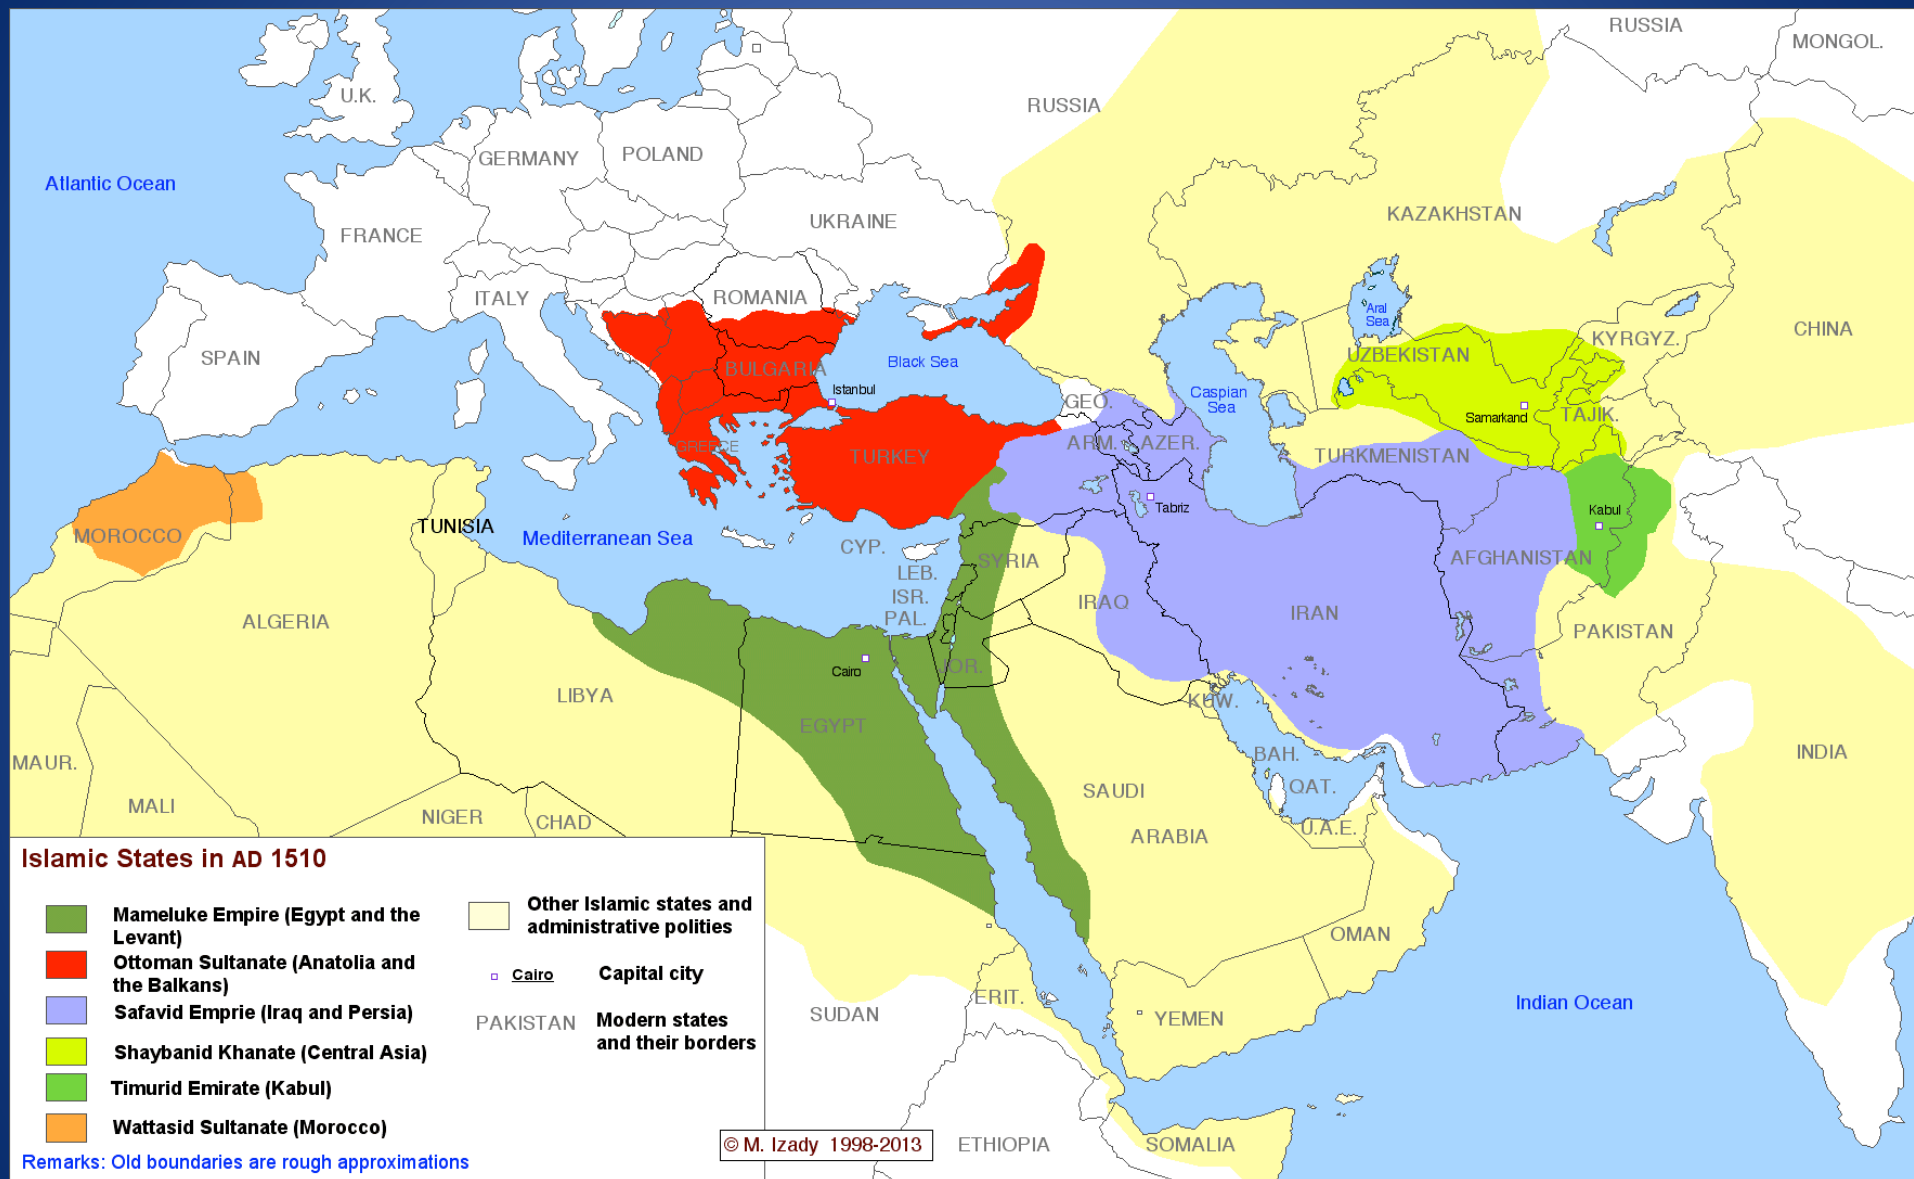 RUSSIA
MONGOL.
RUSSIA
U.K.
GERMANY
POLAND
Atlantic Ocean
UKRAINE
KAZAKHSTAN
FRANCE
ITALY
ROMANIA
Aral
Sea
CHINA
KYRGYZ.
SPAIN
BULGARIA
Black Sea
UZBEKISTAN
Istanbul
Caspian
Sea
GEO.
Samarkand
TAJIK.
GREECE
TURKEY
ARM.
AZER.
TURKMENISTAN
Tabriz
Kabul
MOROCCO
TUNISIA
Mediterranean Sea
CYP.
SYRIA
AFGHANISTAN
LEB.
ISR.
PAL.
IRAQ
IRAN
ALGERIA
PAKISTAN
Cairo
JOR.
LIBYA
EGYPT
KUW.
BAH.
QAT.
INDIA
MAUR.
MALI
NIGER
CHAD
SAUDI
ARABIA
U.A.E.
OMAN
Indian Ocean
ERIT.
SUDAN
YEMEN
ETHIOPIA
SOMALIA
Islamic States in AD 1510
Mameluke Empire (Egypt and the
Levant)
Ottoman Sultanate (Anatolia and
the Balkans)
Safavid Emprie (Iraq and Persia)
Shaybanid Khanate (Central Asia)
Timurid Emirate (Kabul)
Wattasid Sultanate (Morocco)
Other Islamic states and
administrative polities
Cairo Capital city
PAKISTAN Modern states
and their borders
Remarks: Old boundaries are rough approximations
© M. Izady 1998-2013